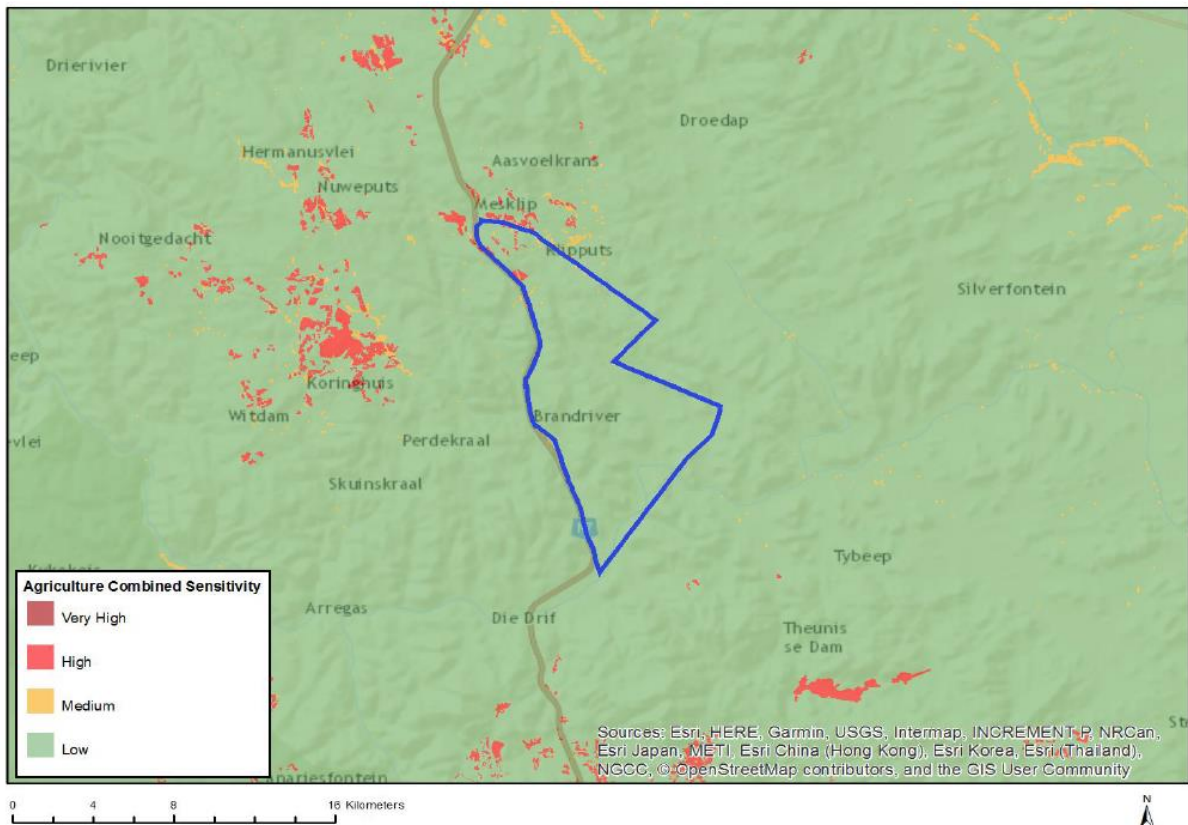 Drierivier
Droedap
Hermanusvlei
Aasvoelkrans
Nuweputs
Mesklip
Nooitgedacht
Klipputs
Silverfontein
eep
Koringhuis
Witdam
Brandriver
Perdekraal
evlei
Skuinskraal
Tybeep
Arregas
Die Drif
Theunis
se Dam
Agriculture Combined Sensitivity
Very High
High
Medium
Low
Sources: Esri, HERE, Garmin, USGS, Intermap, INCREMENT P, NRCan,
Esri Japan, METI, Esri China (Hong Kong), Esri Korea, Esri (Thailand),
NGCC, © OpenStreetMap contributors, and the GIS User Community
0 4 8 16 Kilometers
N